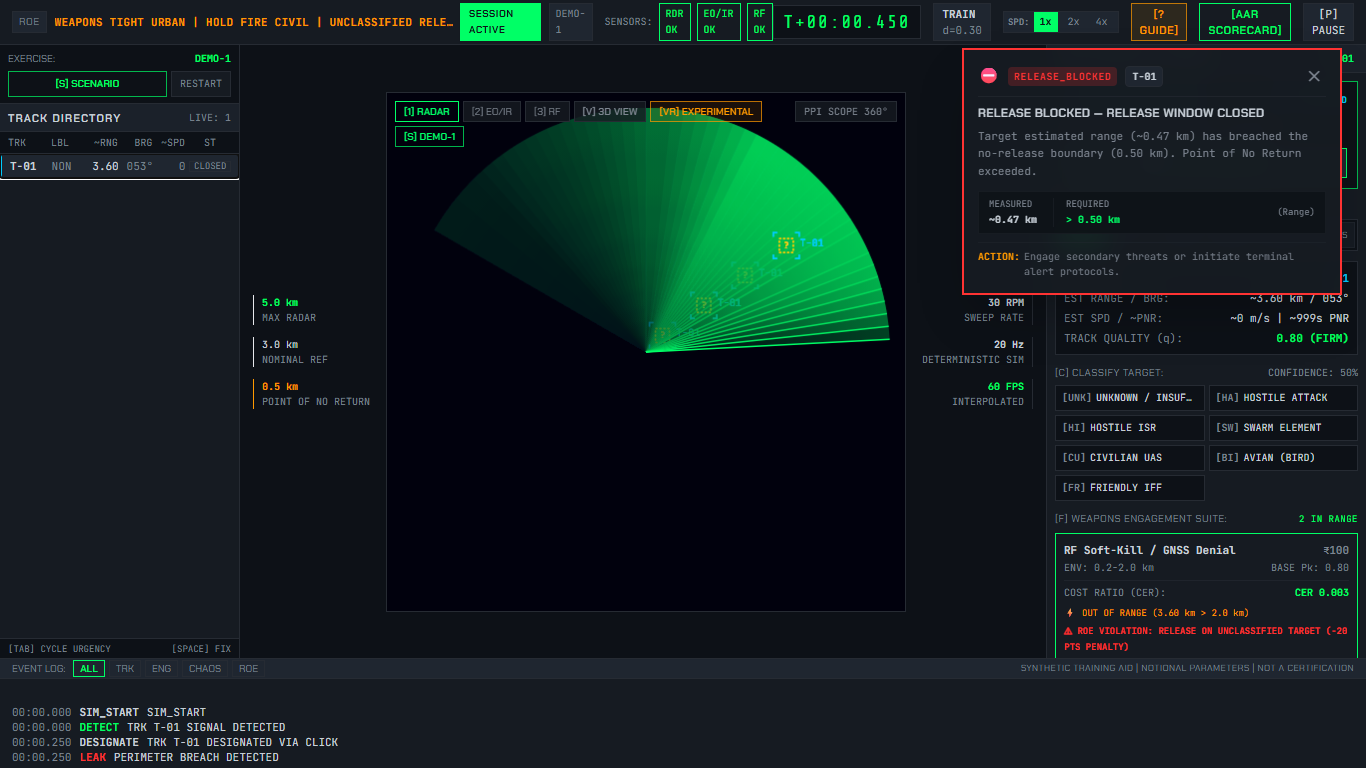 ROE WEAPONS TIGHT URBAN | HOLD FIRE CIVIL | UNCLASSIFIED RELE…
SESSION ACTIVE
DEMO-1
SENSORS:
RDR OK
EO/IR OK
RF OK
T+00:00.450
TRAIN
d=0.30
SPD: 1x 2x 4x
[? GUIDE]
[AAR SCORECARD]
[P] PAUSE
EXERCISE: DEMO-1
[S] SCENARIO
RESTART
TRACK DIRECTORY
LIVE: 1
TRK LBL ~RNG BRG ~SPD ST
T-01 NON 3.60 053° 0 CLOSED
[TAB] CYCLE URGENCY
[SPACE] FIX
5.0 km
MAX RADAR
3.0 km
NOMINAL REF
0.5 km
POINT OF NO RETURN
[1] RADAR
[2] EO/IR
[3] RF
[V] 3D VIEW
[VR] EXPERIMENTAL
PPI SCOPE 360°
[S] DEMO-1
? T-01
? T-01
? T-01
?
30 RPM
SWEEP RATE
20 Hz
DETERMINISTIC SIM
60 FPS
INTERPOLATED
RELEASE_BLOCKED
T-01
RELEASE BLOCKED — RELEASE WINDOW CLOSED
Target estimated range (~0.47 km) has breached the
no-release boundary (0.50 km). Point of No Return
exceeded.
MEASURED
~0.47 km
REQUIRED
> 0.50 km
(Range)
ACTION: Engage secondary threats or initiate terminal
alert protocols.
EST RANGE / BRG: ~3.60 km / 053°
EST SPD / ~PNR: ~0 m/s | ~999s PNR
TRACK QUALITY (q): 0.80 (FIRM)
[C] CLASSIFY TARGET:
CONFIDENCE: 50%
[UNK] UNKNOWN / INSUF…
[HA] HOSTILE ATTACK
[HI] HOSTILE ISR
[SW] SWARM ELEMENT
[CU] CIVILIAN UAS
[BI] AVIAN (BIRD)
[FR] FRIENDLY IFF
[F] WEAPONS ENGAGEMENT SUITE:
2 IN RANGE
RF Soft-Kill / GNSS Denial ₹100
ENV: 0.2-2.0 km BASE Pk: 0.80
COST RATIO (CER): CER 0.003
OUT OF RANGE (3.60 km > 2.0 km)
ROE VIOLATION: RELEASE ON UNCLASSIFIED TARGET (-20
PTS PENALTY)
EVENT LOG: ALL TRK ENG CHAOS ROE
SYNTHETIC TRAINING AID | NOTIONAL PARAMETERS | NOT A CERTIFICATION
00:00.000 SIM_START SIM_START
00:00.000 DETECT TRK T-01 SIGNAL DETECTED
00:00.250 DESIGNATE TRK T-01 DESIGNATED VIA CLICK
00:00.250 LEAK PERIMETER BREACH DETECTED